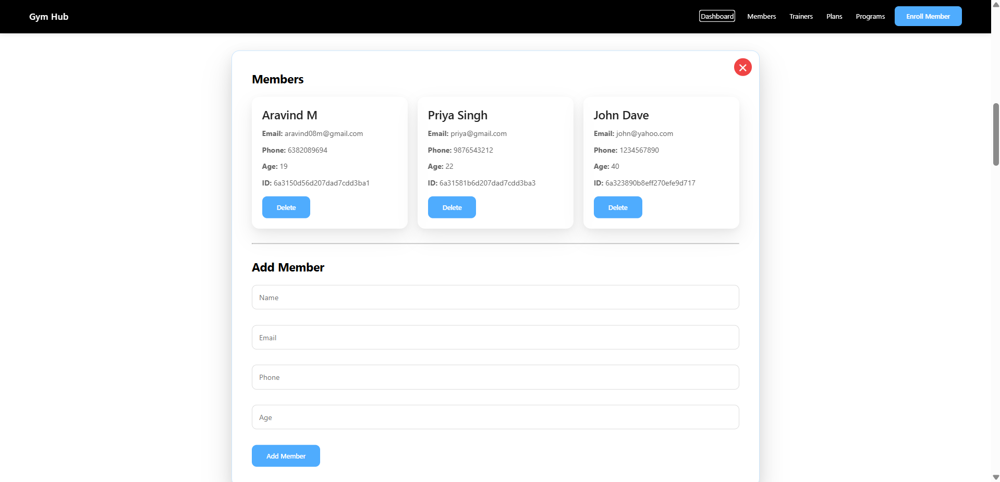 Gym Hub
Dashboard Members Trainers Plans Programs Enroll Member
Members
Aravind M
Email: aravind08m@gmail.com
Phone: 6382089694
Age: 19
ID: 6a3150d56d207dad7cdd3ba1
Delete
Priya Singh
Email: priya@gmail.com
Phone: 9876543212
Age: 22
ID: 6a31581b6d207dad7cdd3ba3
Delete
John Dave
Email: john@yahoo.com
Phone: 1234567890
Age: 40
ID: 6a323890b8eff270efe9d717
Delete
Add Member
Name
Email
Phone
Age
Add Member